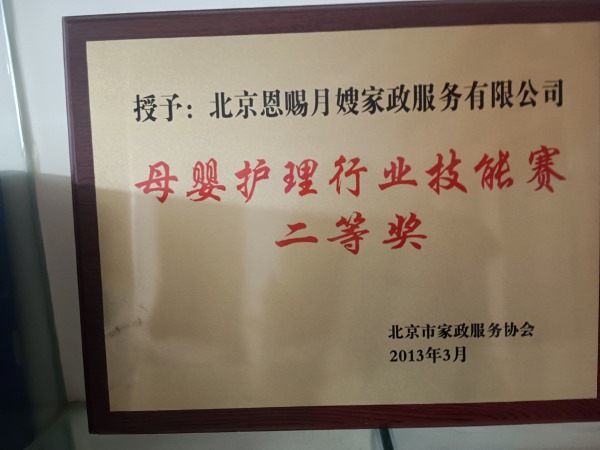 授予：北京恩赐月嫂家政服务有限公司
母婴护理行业技能赛
二等奖
北京市家政服务协会
2013年3月